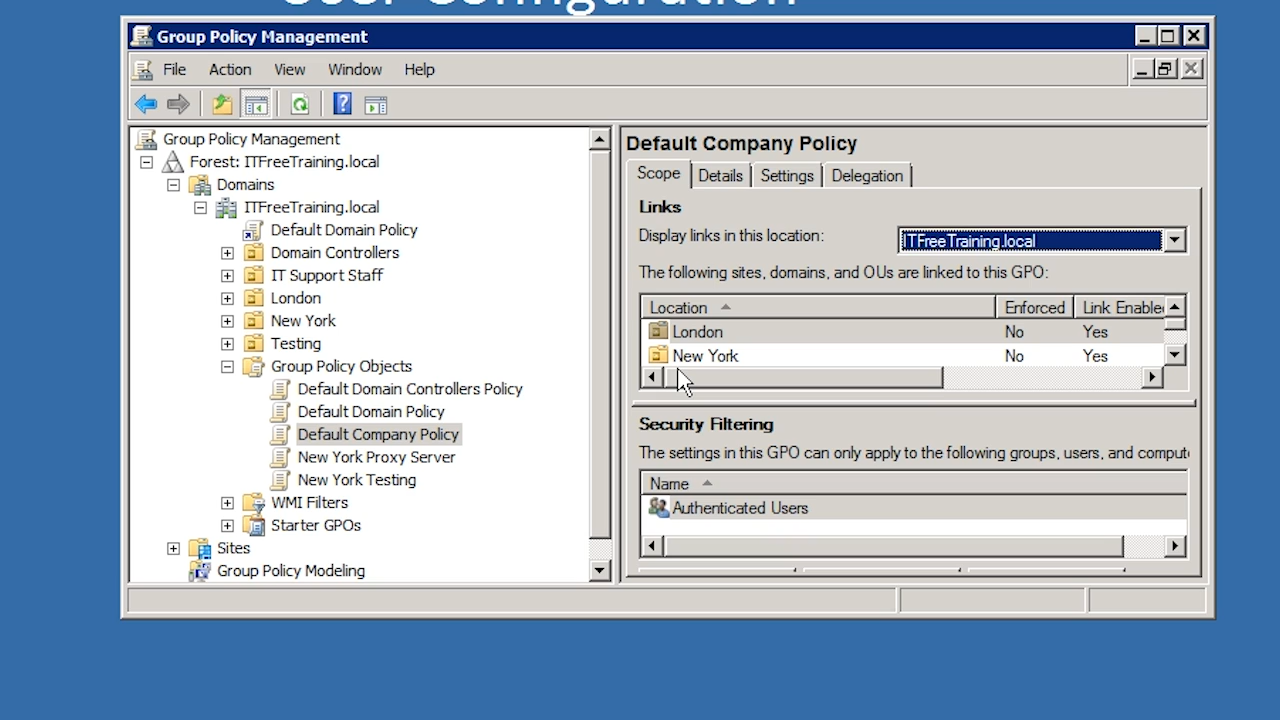 User Configuration
Group Policy Management
File Action View Window Help
Group Policy Management
Forest: ITFreeTraining.local
Domains
ITFreeTraining.local
Default Domain Policy
Domain Controllers
IT Support Staff
London
New York
Testing
Group Policy Objects
Default Domain Controllers Policy
Default Domain Policy
Default Company Policy
New York Proxy Server
New York Testing
WMI Filters
Starter GPOs
Sites
Group Policy Modeling
Default Company Policy
Scope Details Settings Delegation
Links
Display links in this location: ITFreeTraining.local
The following sites, domains, and OUs are linked to this GPO:
Location Enforced Link Enabled
London No Yes
New York No Yes
Security Filtering
The settings in this GPO can only apply to the following groups, users, and comput
Name
Authenticated Users